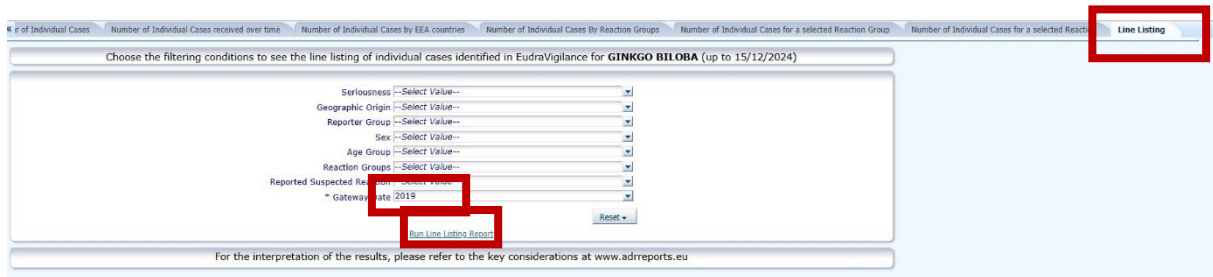 r of Individual Cases Number of Individual Cases received over time Number of Individual Cases by EEA countries Number of Individual Cases By Reaction Groups Number of Individual Cases for a selected Reaction Group Number of Individual Cases for a selected Reacti Line Listing
Choose the filtering conditions to see the line listing of individual cases identified in EudraVigilance for GINKGO BILOBA (up to 15/12/2024)
Seriousness --Select Value--
Geographic Origin --Select Value--
Reporter Group --Select Value--
Sex --Select Value--
Age Group --Select Value--
Reaction Groups --Select Value--
Reported Suspected Reaction --Select Value--
* Gateway Date 2019
Reset
Run Line Listing Report
For the interpretation of the results, please refer to the key considerations at www.adrreports.eu